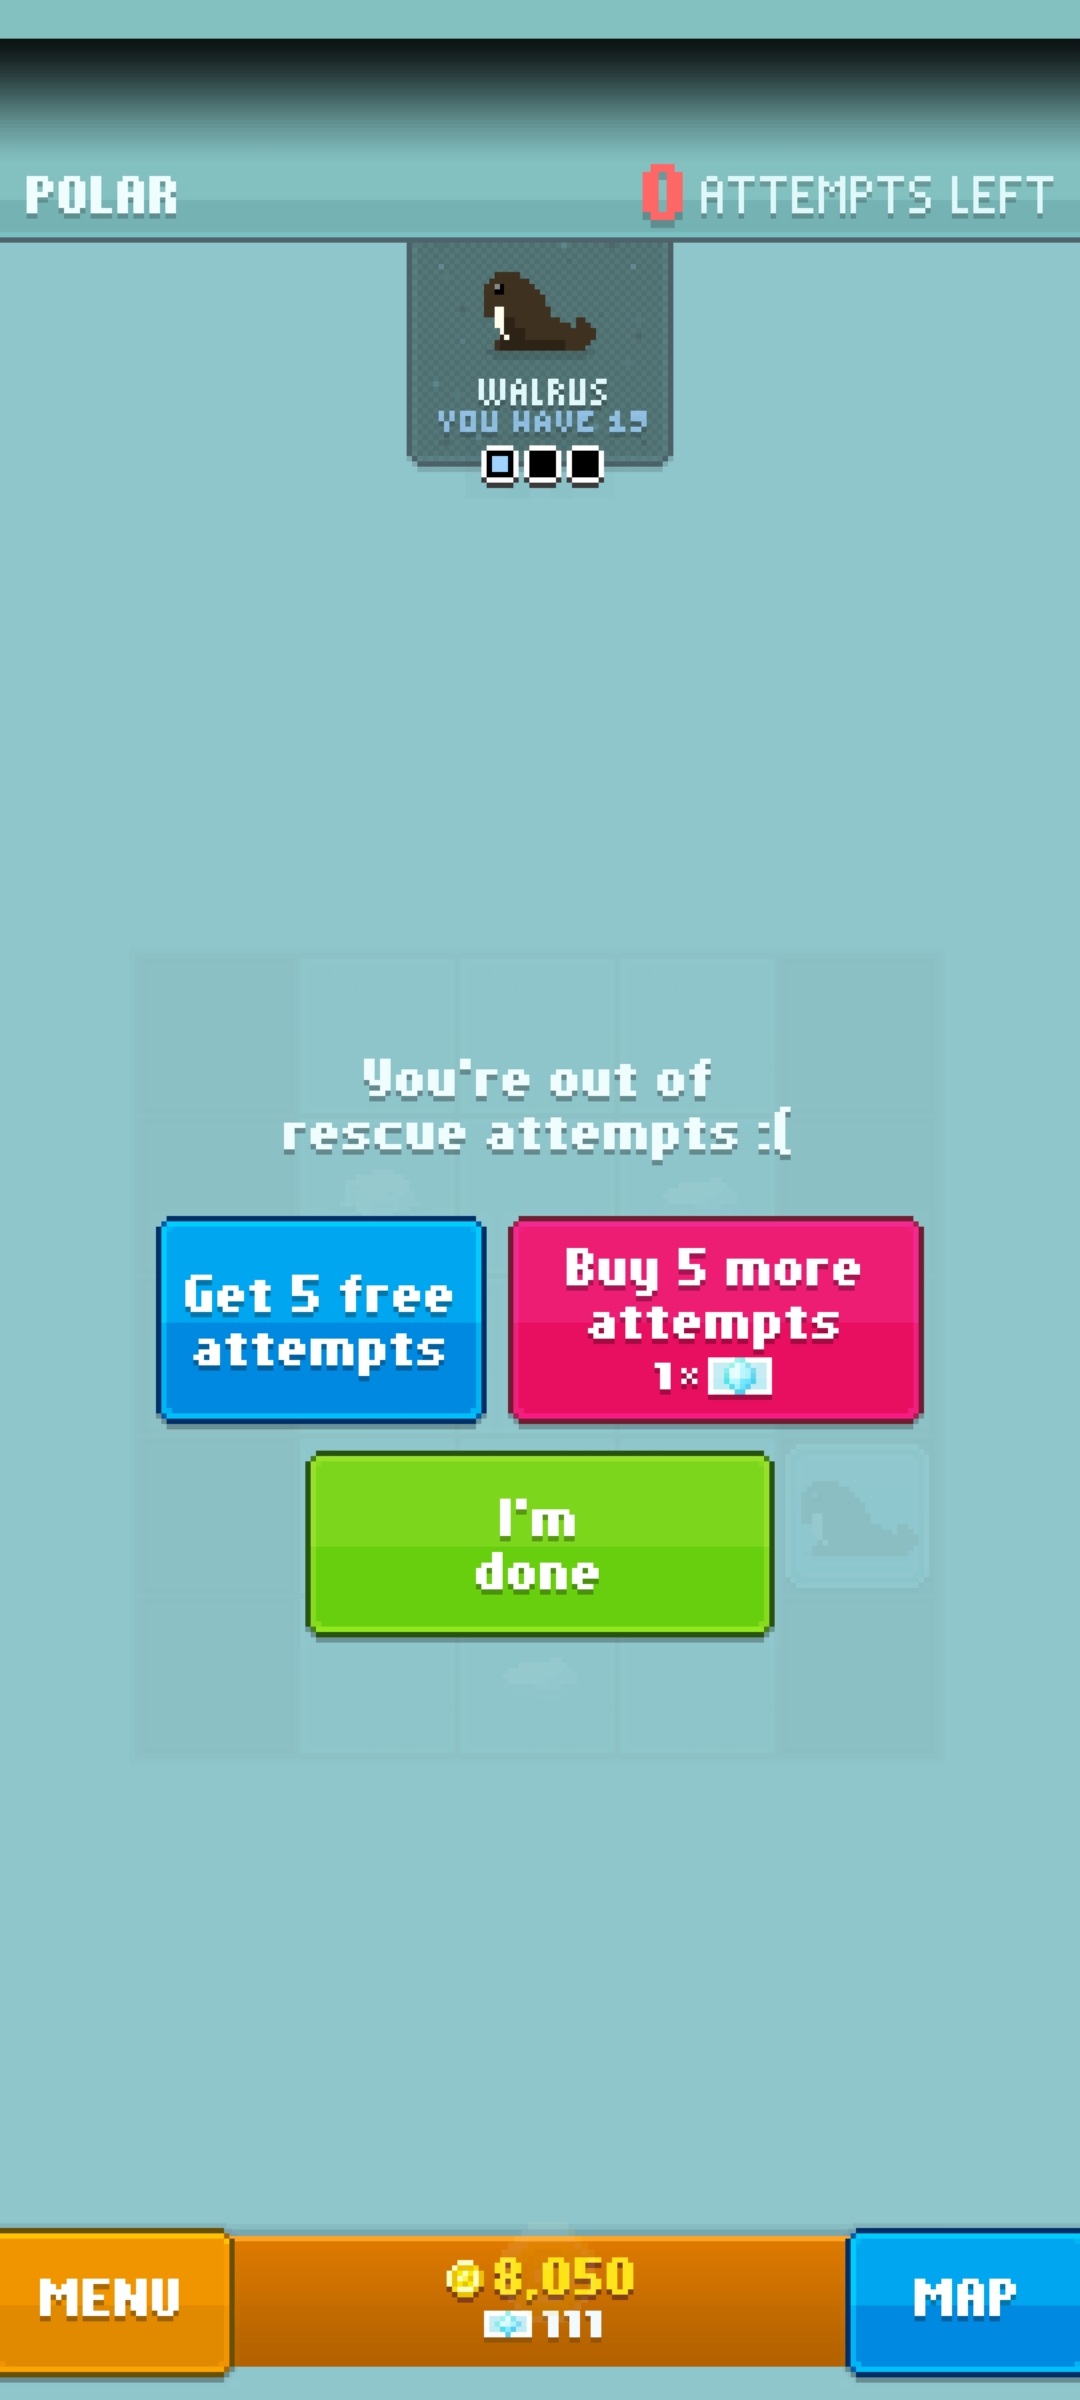 POLAR
0 ATTEMPTS LEFT
WALRUS
YOU HAVE 19
You're out of
rescue attempts :(
Get 5 free
attempts
Buy 5 more
attempts
1×
I'm
done
MENU
8,050
111
MAP